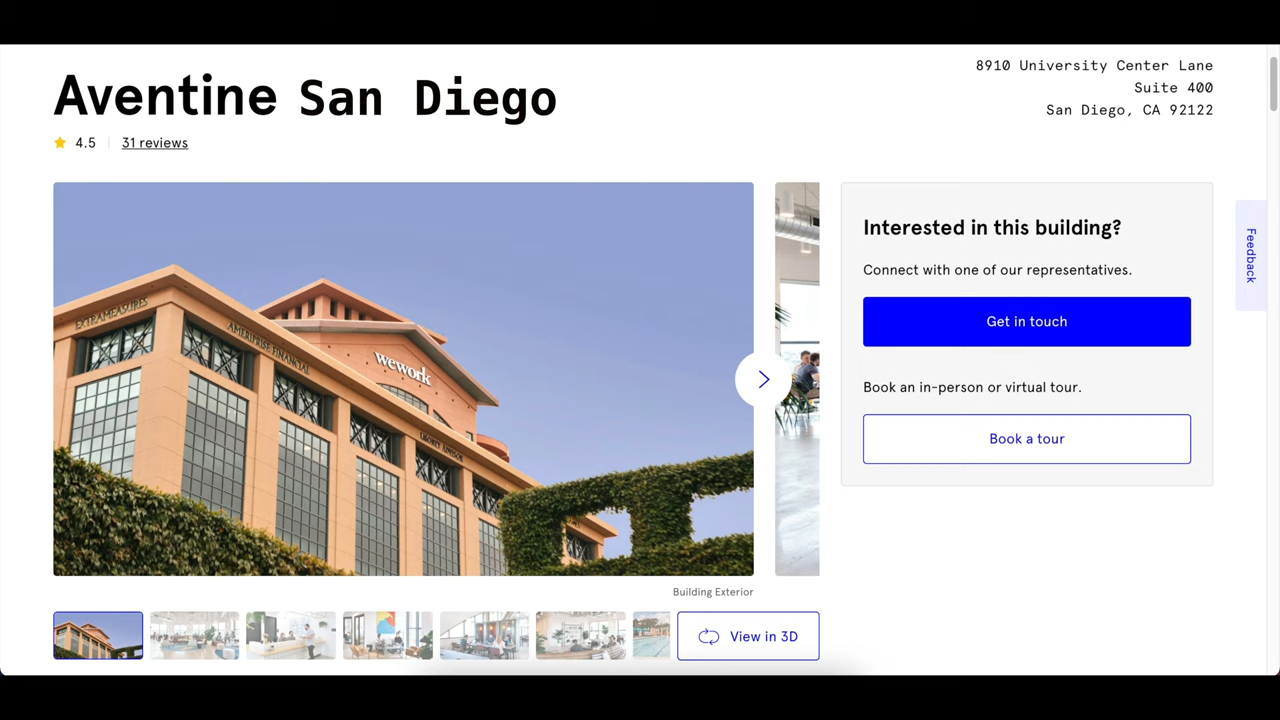 Aventine San Diego
8910 University Center Lane
Suite 400
San Diego, CA 92122
4.5
31 reviews
EXTRAMEASURES
AMERIPRISE FINANCIAL
wework
Interested in this building?
Connect with one of our representatives.
Get in touch
Book an in-person or virtual tour.
Book a tour
Feedback
Building Exterior
View in 3D